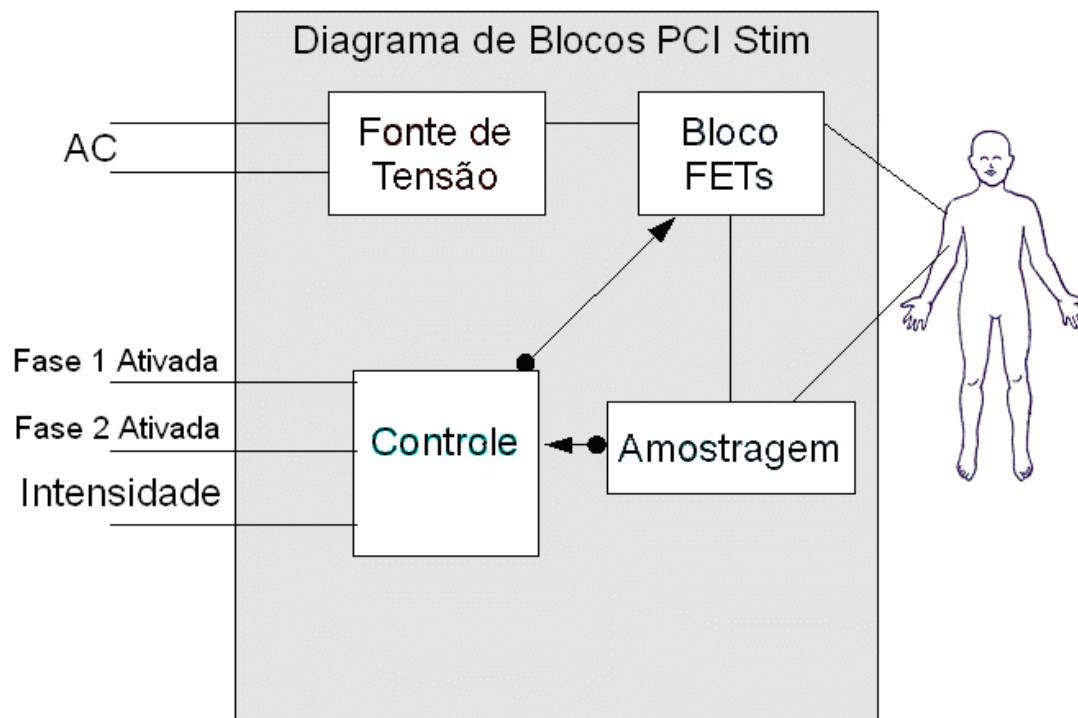 Diagrama de Blocos PCI Stim
AC
Fonte de
Tensão
Bloco
FETs
Fase 1 Ativada
Fase 2 Ativada
Intensidade
Controle
Amostragem